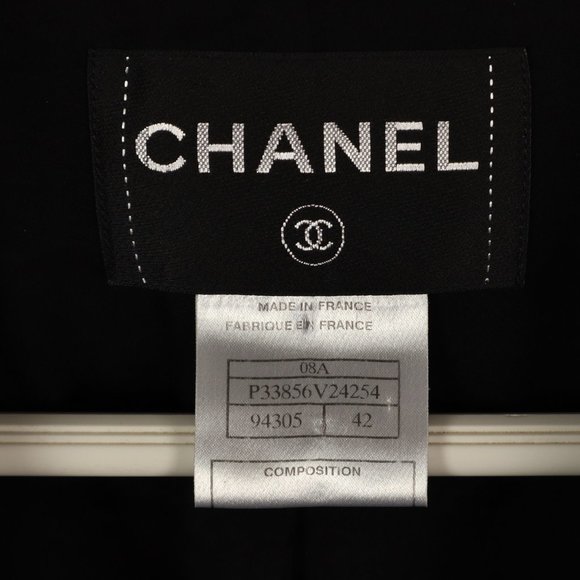 CHANEL
MADE IN FRANCE
FABRIQUE EN FRANCE
08A
P33856V24254
94305 42
COMPOSITION